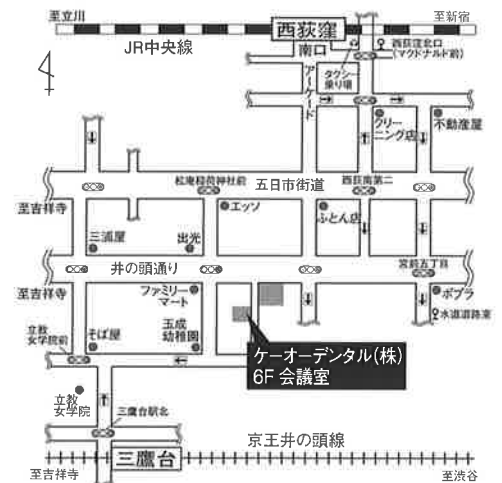 至立川
西荻窪
至新宿
JR中央線
南口
西荻窪北口
(マクドナルド前)
タクシー
乗り場
アーケード
クリー
ニング店
不動産屋
松庵稲荷神社前
五日市街道
西荻南第二
至吉祥寺
エッソ
ふとん店
三浦屋
出光
井の頭通り
宮前五丁目
至吉祥寺
ファミリー
マート
ポプラ
水道道路東
立教
女学院前
そば屋
玉成
幼稚園
ケーオーデンタル(株)
6F 会議室
立教
女学院
三鷹台駅北
京王井の頭線
三鷹台
至吉祥寺
至渋谷